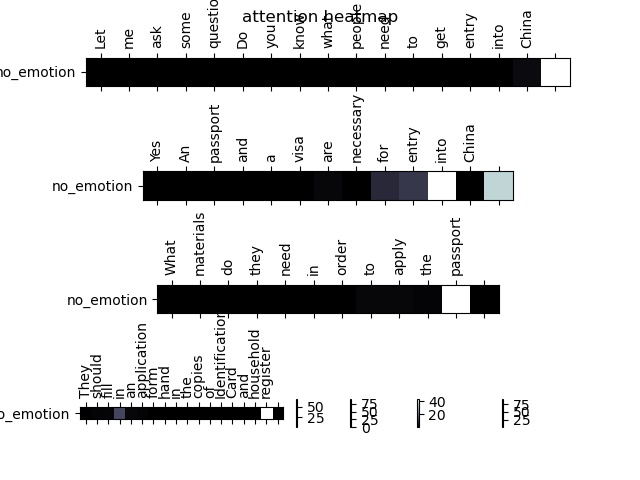 attention heatmap
Let me ask some questio Do you know what people need to get entry into China
no_emotion
Yes An passport and a visa are necessary for entry into China
no_emotion
What materials do they need in order to apply the passport
no_emotion
They should fill in an application form hand in the copies of Identification Card and household register
o_emotion
50 25
75 50 25 0
40 20
75 50 25